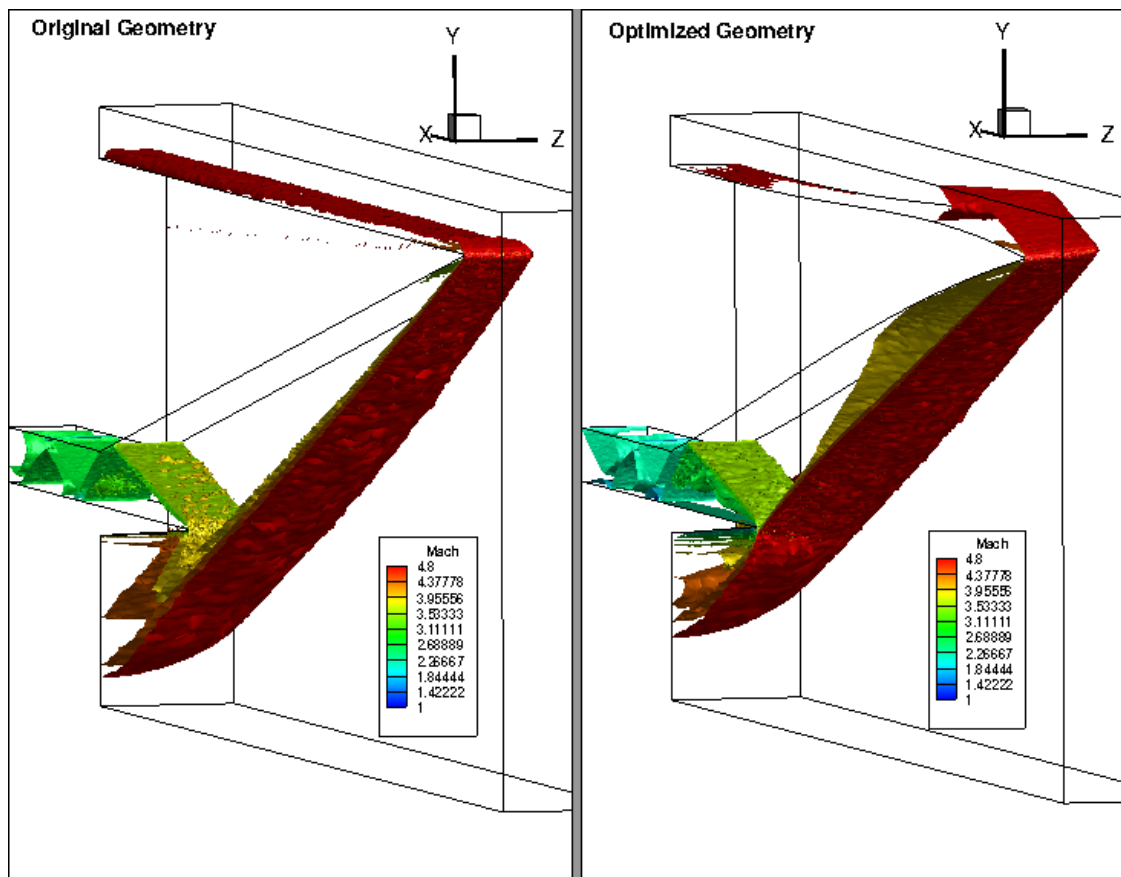 Original Geometry
Y
X
Z
Mach
4.8
4.37778
3.95556
3.53333
3.11111
2.68889
2.26667
1.84444
1.42222
1
Optimized Geometry
Y
X
Z
Mach
4.8
4.37778
3.95556
3.53333
3.11111
2.68889
2.26667
1.84444
1.42222
1